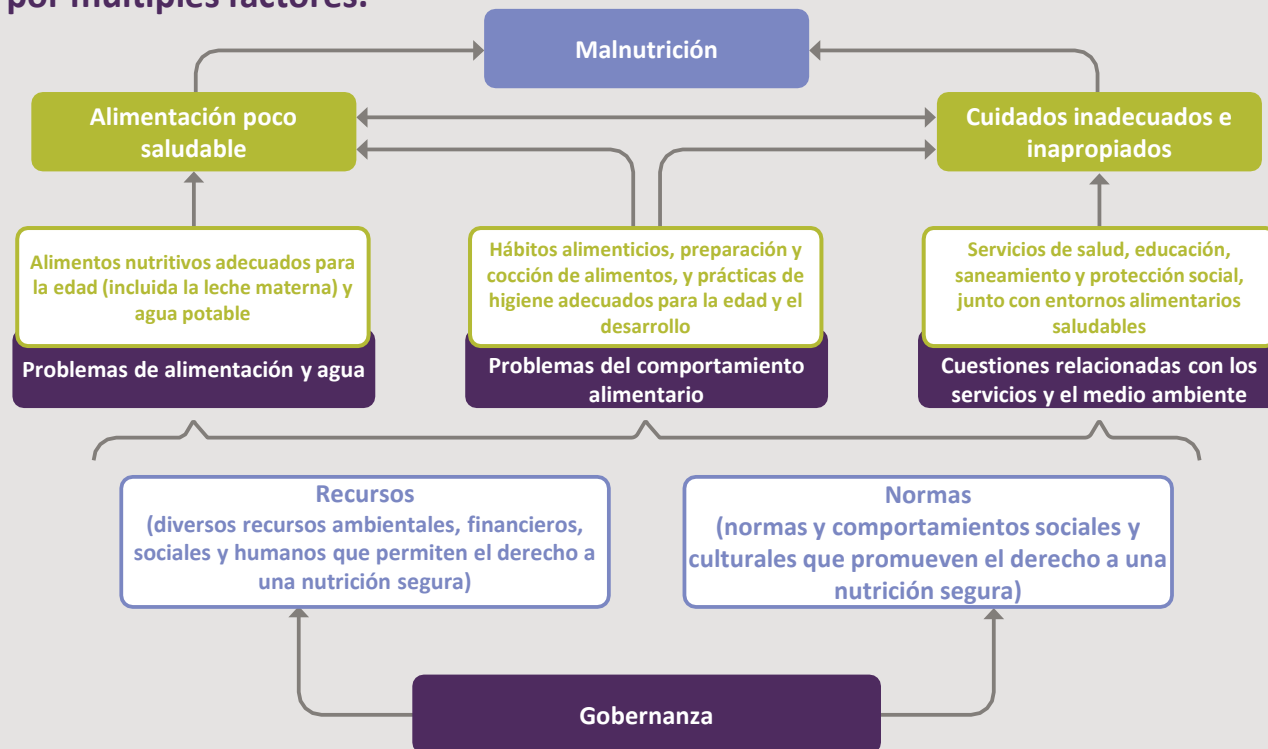 por múltiples factores.
Malnutrición
Alimentación poco
saludable
Cuidados inadecuados e
inapropiados
Alimentos nutritivos adecuados para
la edad (incluida la leche materna) y
agua potable
Problemas de alimentación y agua
Hábitos alimenticios, preparación y
cocción de alimentos, y prácticas de
higiene adecuados para la edad y el
desarrollo
Problemas del comportamiento
alimentario
Servicios de salud, educación,
saneamiento y protección social,
junto con entornos alimentarios
saludables
Cuestiones relacionadas con los
servicios y el medio ambiente
Recursos
(diversos recursos ambientales, financieros,
sociales y humanos que permiten el derecho a
una nutrición segura)
Normas
(normas y comportamientos sociales y
culturales que promueven el derecho a una
nutrición segura)
Gobernanza